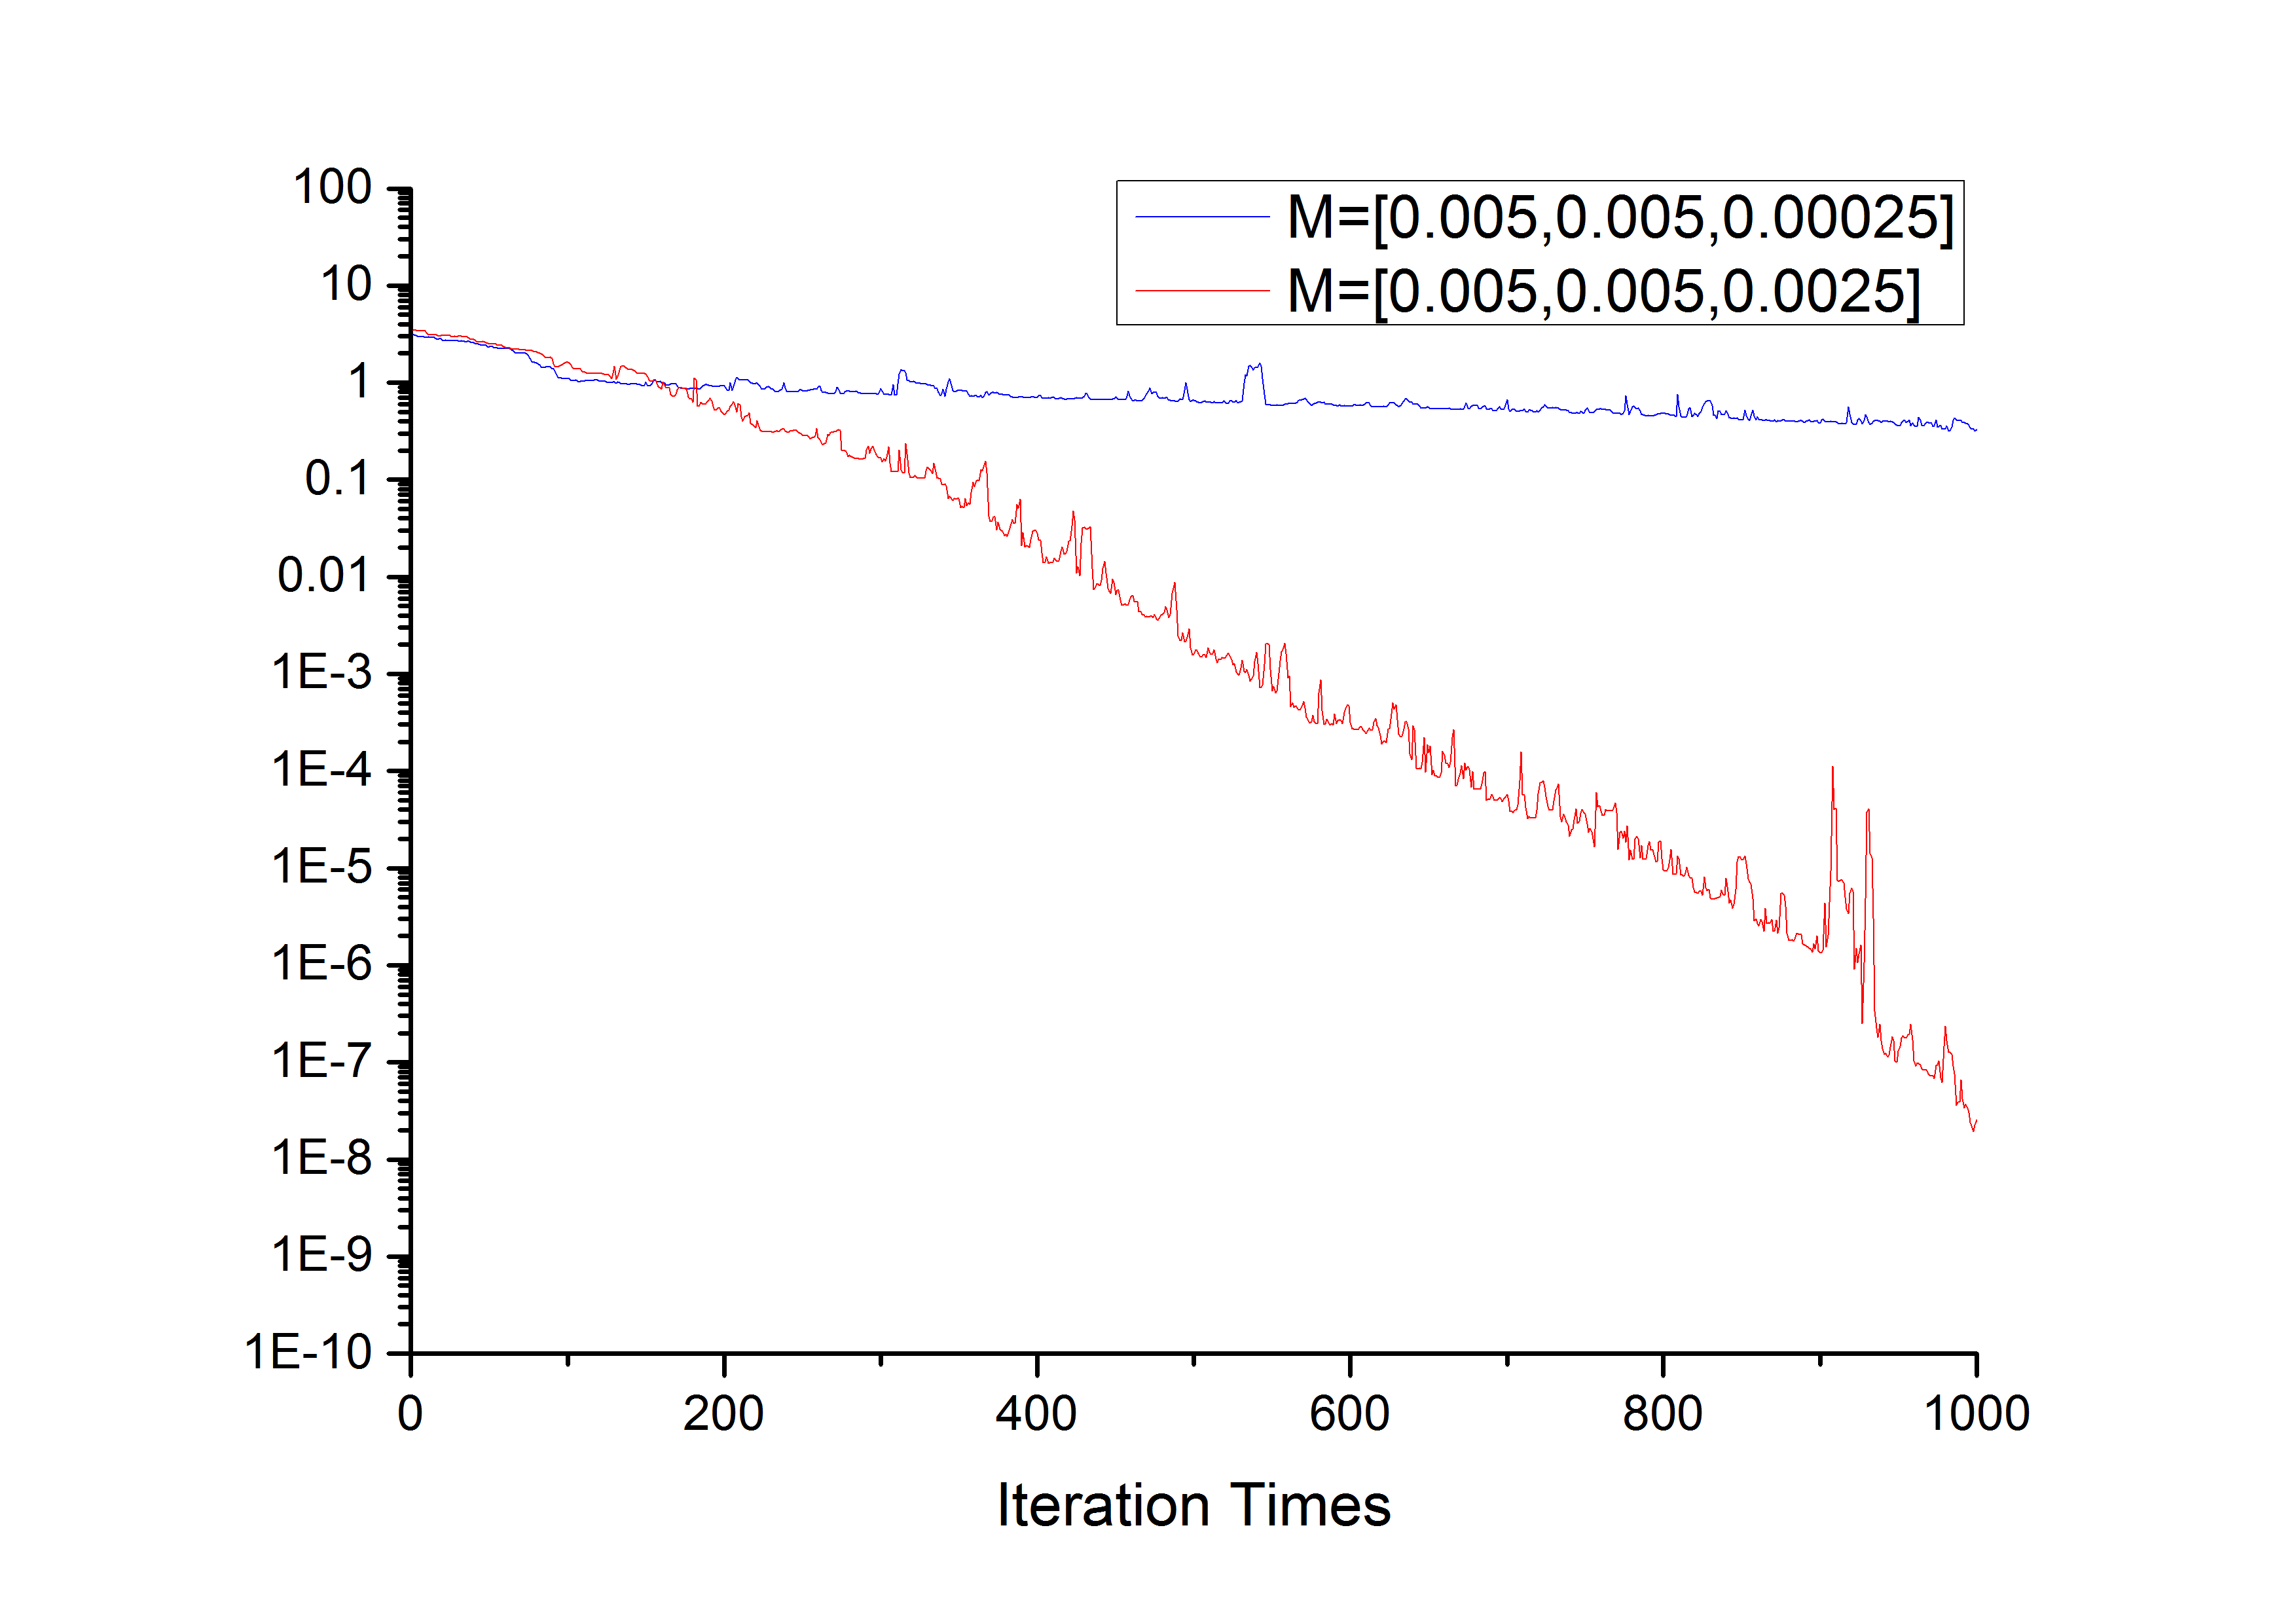 M=[0.005,0.005,0.00025]
M=[0.005,0.005,0.0025]
100
10
1
0.1
0.01
1E-3
1E-4
1E-5
1E-6
1E-7
1E-8
1E-9
1E-10
0 200 400 600 800 1000
Iteration Times